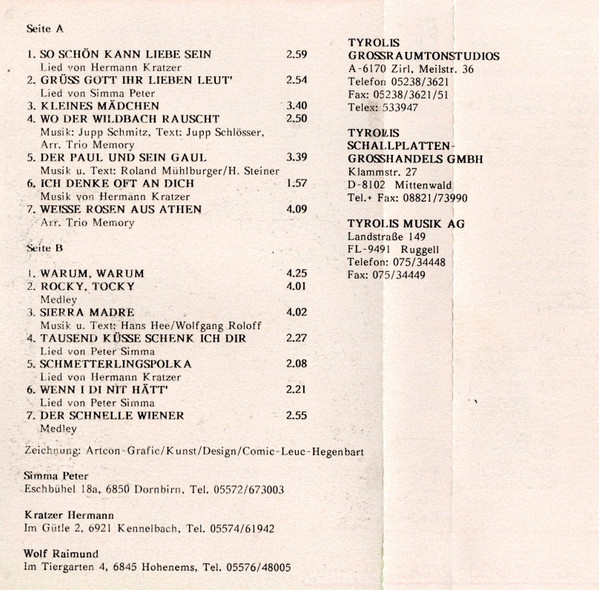 Seite A
1. SO SCHÖN KANN LIEBE SEIN 2.59
Lied von Hermann Kratzer
2. GRÜSS GOTT IHR LIEBEN LEUT' 2.54
Lied von Simma Peter
3. KLEINES MÄDCHEN 3.40
4. WO DER WILDBACH RAUSCHT 2.50
Musik: Jupp Schmitz, Text: Jupp Schlösser,
Arr. Trio Memory
5. DER PAUL UND SEIN GAUL 3.39
Musik u. Text: Roland Mühlburger/H. Steiner
6. ICH DENKE OFT AN DICH 1.57
Musik von Hermann Kratzer
7. WEISSE ROSEN AUS ATHEN 4.09
Arr. Trio Memory
Seite B
1. WARUM, WARUM 4.25
2. ROCKY, TOCKY 4.01
Medley
3. SIERRA MADRE 4.02
Musik u. Text: Hans Hee/Wolfgang Roloff
4. TAUSEND KÜSSE SCHENK ICH DIR 2.27
Lied von Peter Simma
5. SCHMETTERLINGSPOLKA 2.08
Lied von Hermann Kratzer
6. WENN I DI NIT HÄTT' 2.21
Lied von Peter Simma
7. DER SCHNELLE WIENER 2.55
Medley
Zeichnung: Artcon-Grafic/Kunst/Design/Comic-Leuc-Hegenbart
Simma Peter
Eschbühel 18a, 6850 Dornbirn, Tel. 05572/673003
Kratzer Hermann
Im Gütle 2, 6921 Kennelbach, Tel. 05574/61942
Wolf Raimund
Im Tiergarten 4, 6845 Hohenems, Tel. 05576/48005
TYROLIS
GROSSRAUMTONSTUDIOS
A-6170 Zirl, Meilstr. 36
Telefon 05238/3621
Fax: 05238/3621/51
Telex: 533947
TYROLIS
SCHALLPLATTEN-
GROSSHANDELS GMBH
Klammstr. 27
D-8102 Mittenwald
Tel.+ Fax: 08821/73990
TYROLIS MUSIK AG
Landstraße 149
FL-9491 Ruggell
Telefon: 075/34448
Fax: 075/34449